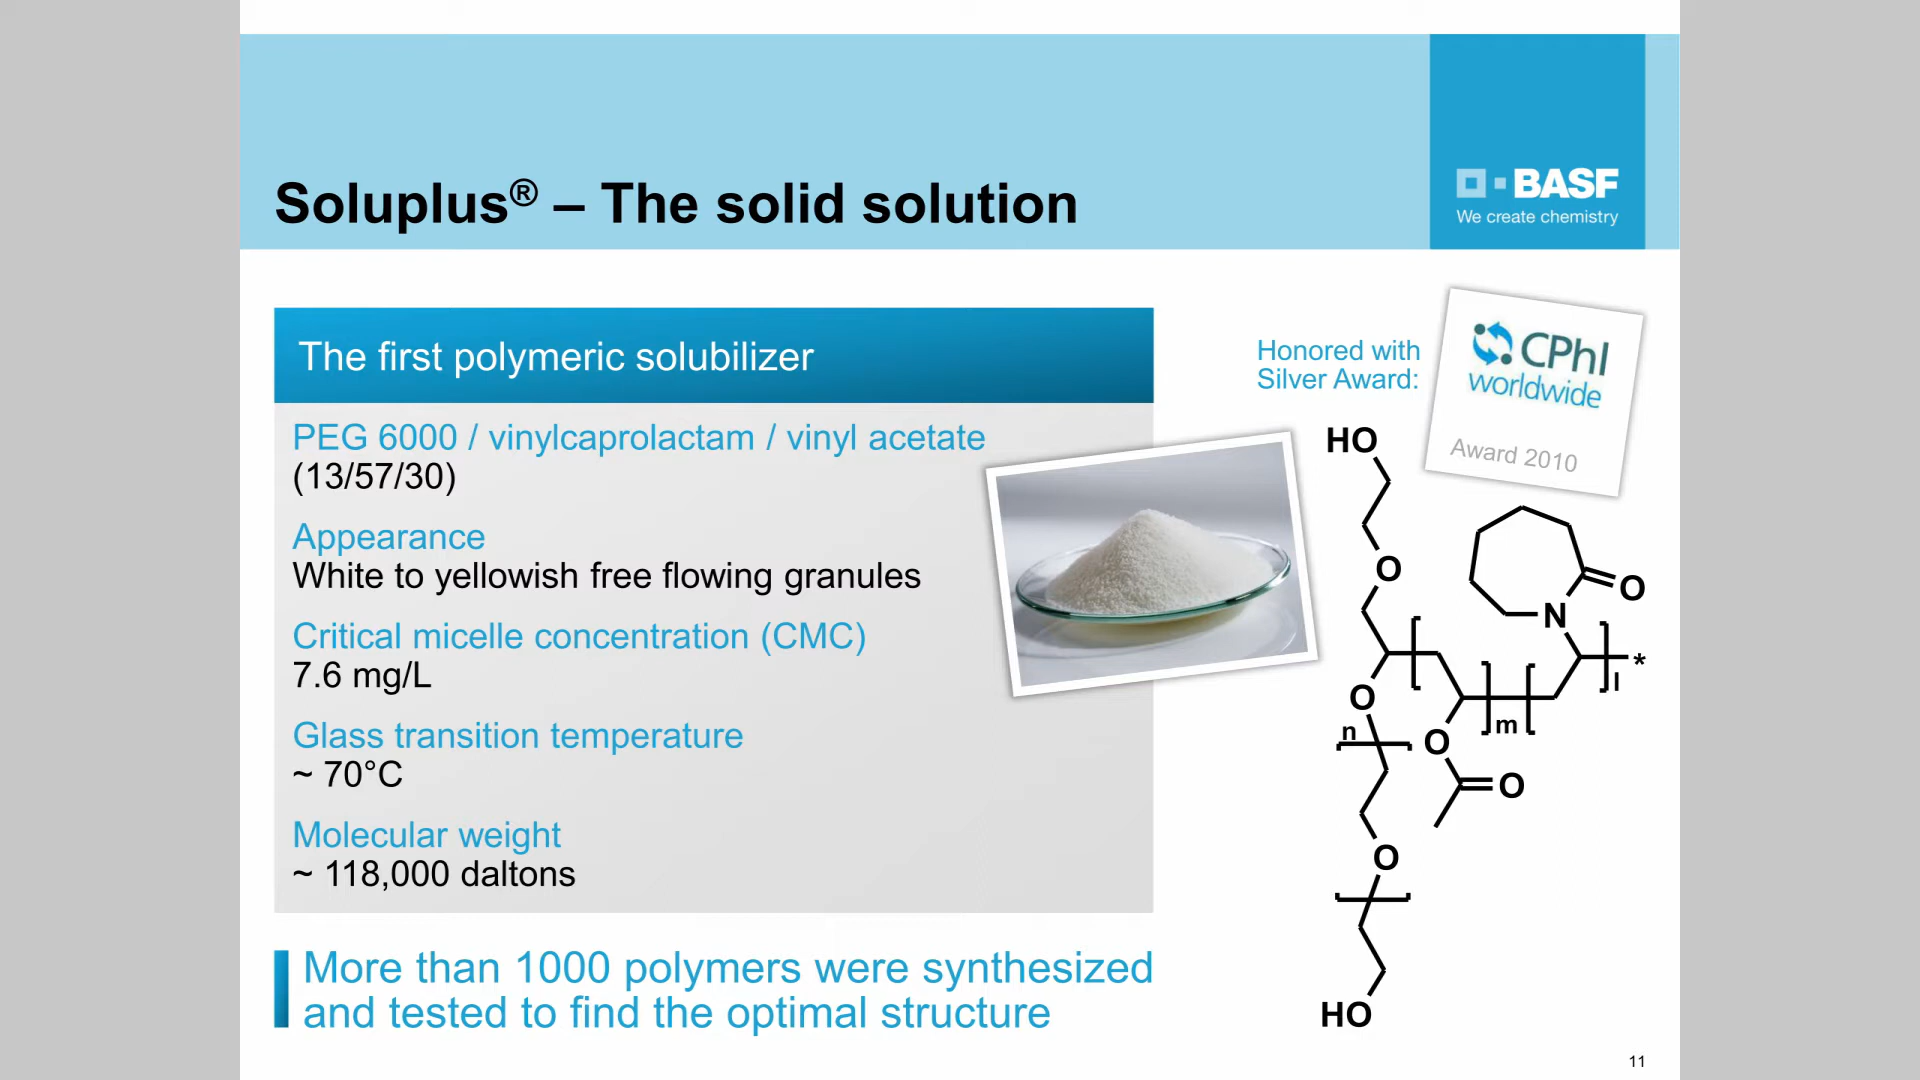 Soluplus® – The solid solution
BASF
We create chemistry
The first polymeric solubilizer
PEG 6000 / vinylcaprolactam / vinyl acetate
(13/57/30)
Appearance
White to yellowish free flowing granules
Critical micelle concentration (CMC)
7.6 mg/L
Glass transition temperature
~ 70°C
Molecular weight
~ 118,000 daltons
More than 1000 polymers were synthesized
and tested to find the optimal structure
Honored with
Silver Award:
CPhI
worldwide
Award 2010
HO
O
O
N
*
l
O
n
m
O
O
O
HO
11